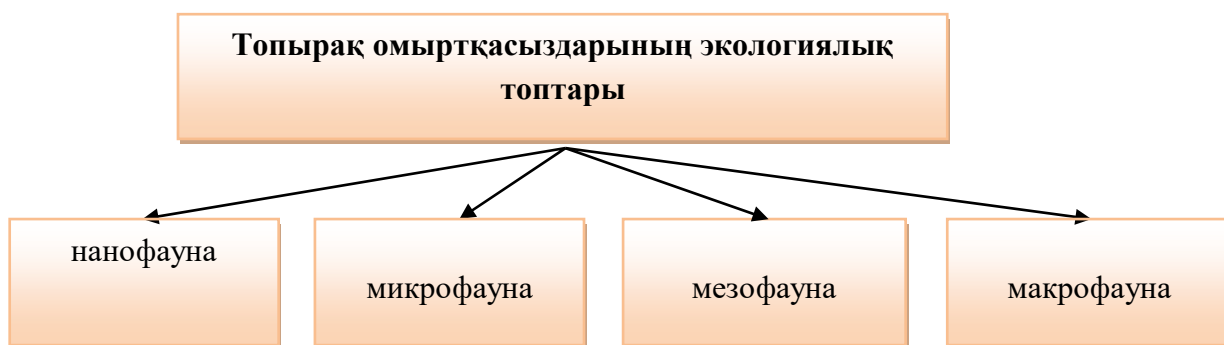 Топырақ омыртқасыздарының экологиялық
топтары
нанофауна
микрофауна
мезофауна
макрофауна